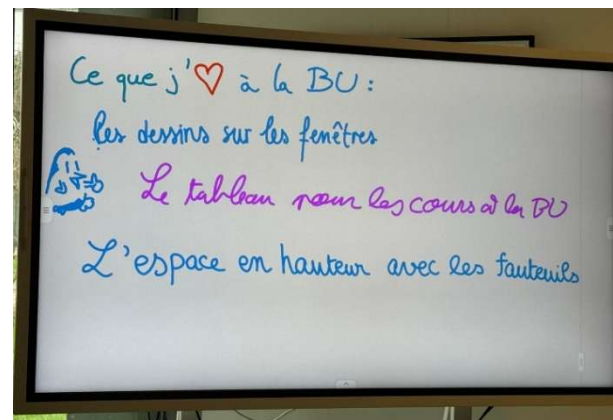 Ce que j'♡ à la BU :
les dessins sur les fenêtres
Le tableau pour les cours à la BU
L'espace en hauteur avec les fauteuils